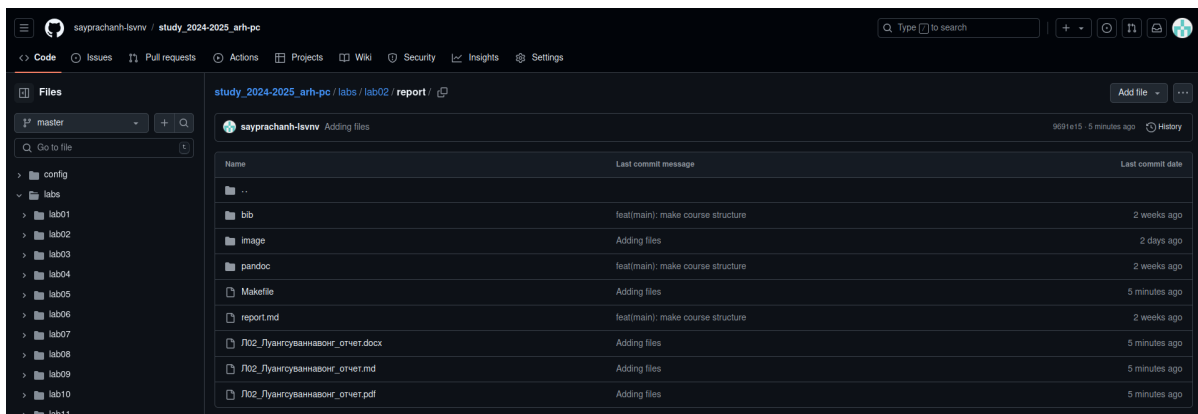 sayprachanh-lsvnv / study_2024-2025_arh-pc
Type / to search
Code Issues Pull requests Actions Projects Wiki Security Insights Settings
Files
study_2024-2025_arh-pc / labs / lab02 / report /
Add file
master
sayprachanh-lsvnv Adding files
9691e15 · 5 minutes ago History
Go to file t
Name Last commit message Last commit date
config
..
labs
lab01
bib feat(main): make course structure 2 weeks ago
lab02
image Adding files 2 days ago
lab03
pandoc feat(main): make course structure 2 weeks ago
lab04
Makefile Adding files 5 minutes ago
lab05
lab06
report.md feat(main): make course structure 2 weeks ago
lab07
Л02_Луангсуваннавонг_отчет.docx Adding files 5 minutes ago
lab08
Л02_Луангсуваннавонг_отчет.md Adding files 5 minutes ago
lab09
Л02_Луангсуваннавонг_отчет.pdf Adding files 5 minutes ago
lab10
lab11